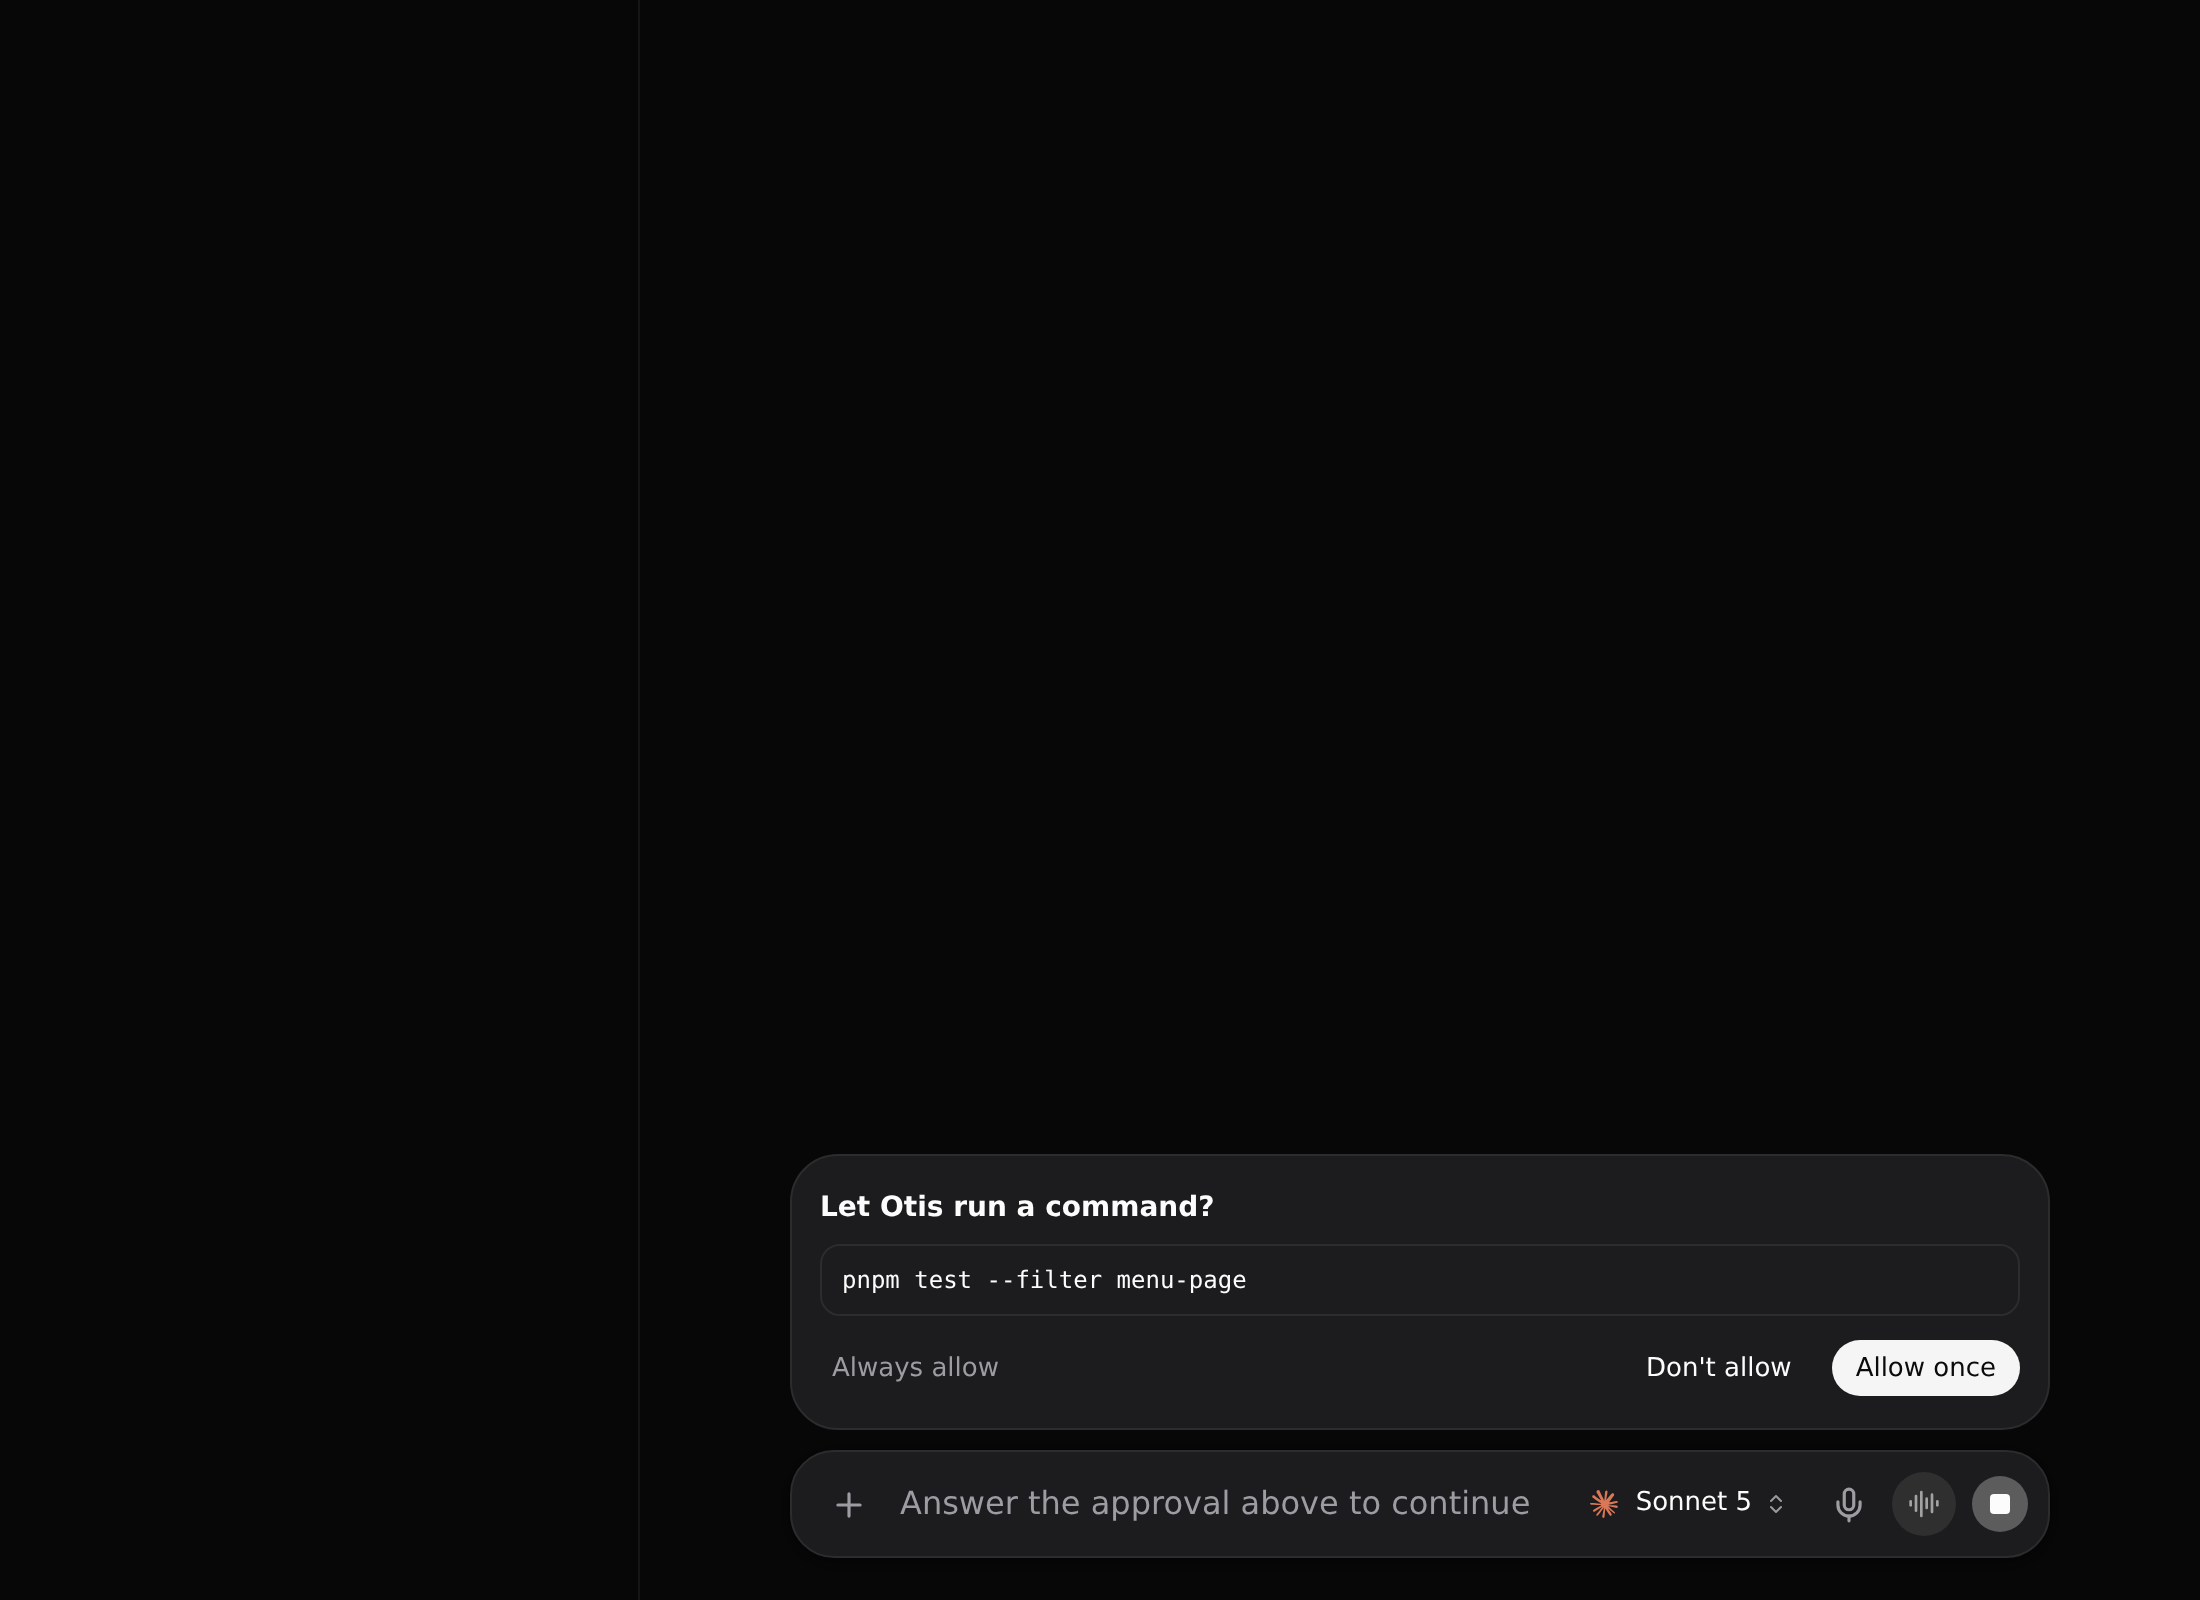 Let Otis run a command?
pnpm test --filter menu-page
Always allow
Don't allow
Allow once
Answer the approval above to continue
Sonnet 5